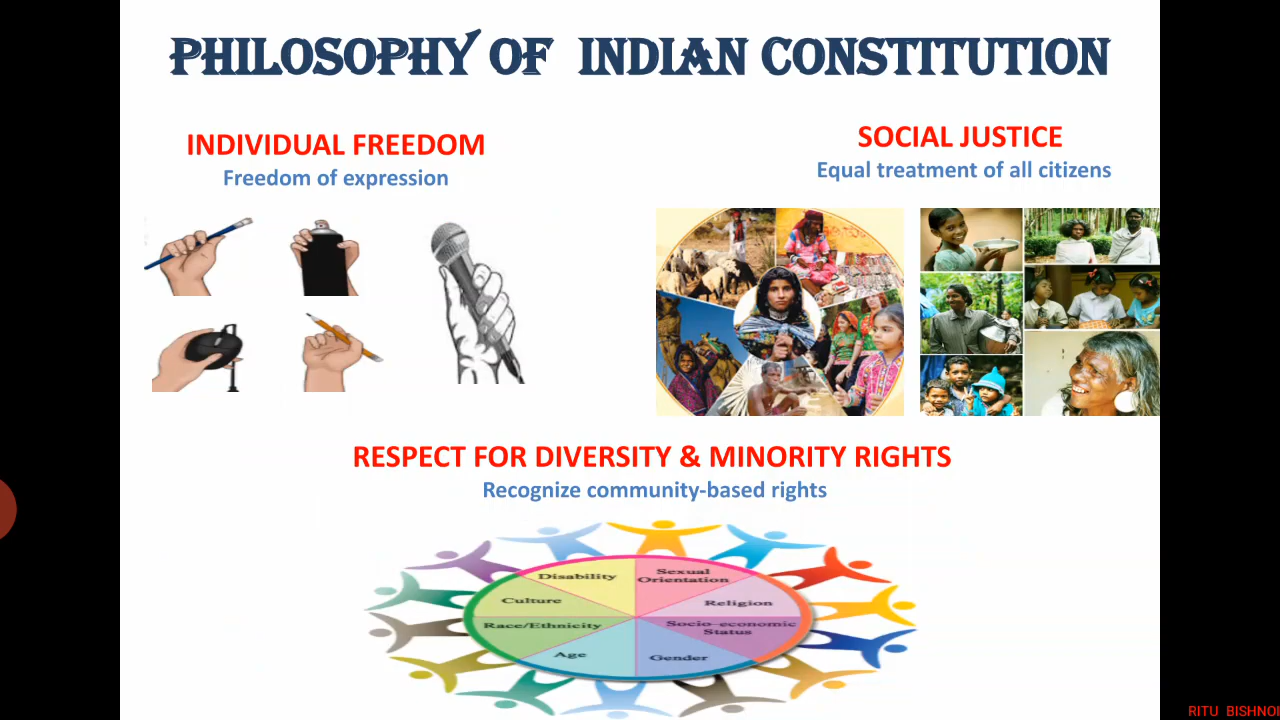 PHILOSOPHY OF INDIAN CONSTITUTION
INDIVIDUAL FREEDOM
Freedom of expression
SOCIAL JUSTICE
Equal treatment of all citizens
RESPECT FOR DIVERSITY & MINORITY RIGHTS
Recognize community-based rights
Disability
Sexual
Orientation
Culture
Religion
Race/Ethnicity
Socio-economic
Status
Age
Gender
RITU BISHNOI